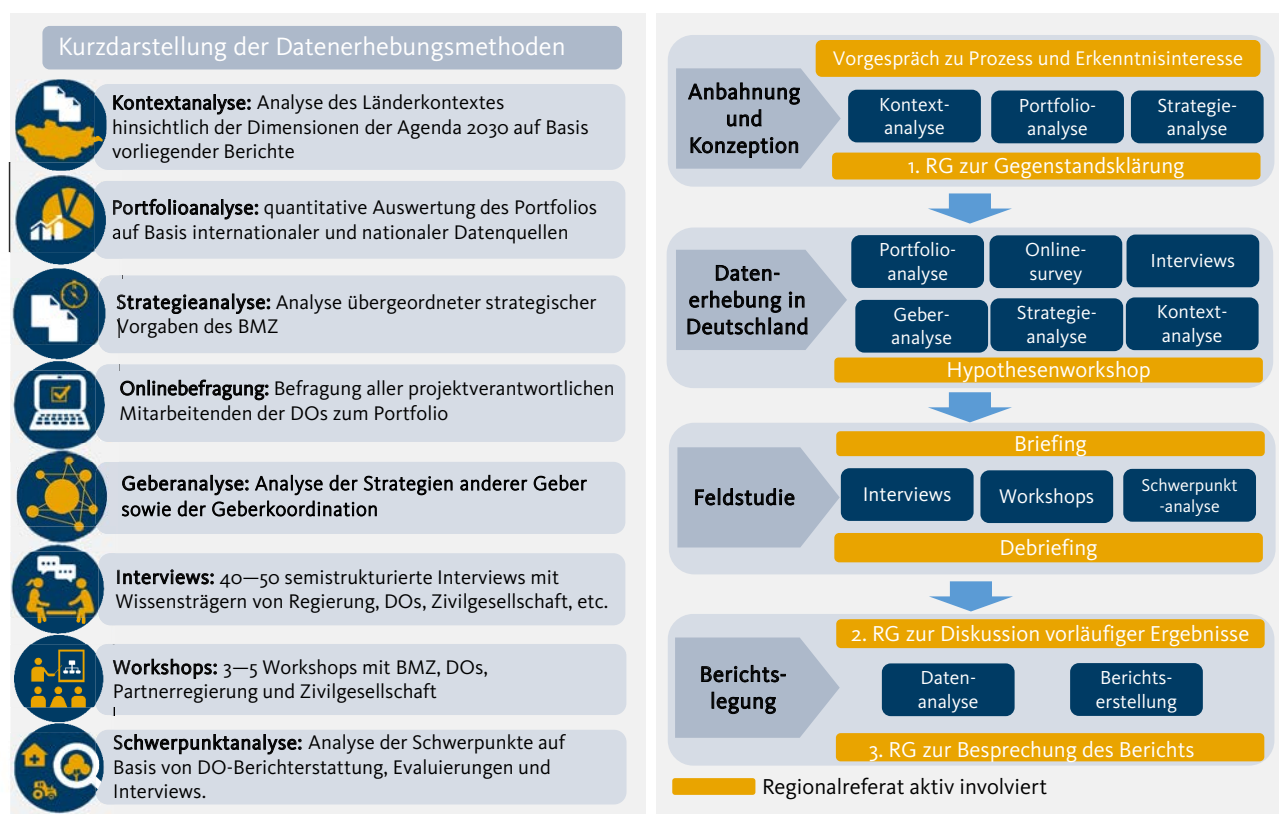 Kurzdarstellung der Datenerhebungsmethoden
Kontextanalyse: Analyse des Länderkontextes
hinsichtlich der Dimensionen der Agenda 2030 auf Basis
vorliegender Berichte
Portfolioanalyse: quantitative Auswertung des Portfolios
auf Basis internationaler und nationaler Datenquellen
Strategieanalyse: Analyse übergeordneter strategischer
Vorgaben des BMZ
Onlinebefragung: Befragung aller projektverantwortlichen
Mitarbeitenden der DOs zum Portfolio
Geberanalyse: Analyse der Strategien anderer Geber
sowie der Geberkoordination
Interviews: 40—50 semistrukturierte Interviews mit
Wissensträgern von Regierung, DOs, Zivilgesellschaft, etc.
Workshops: 3—5 Workshops mit BMZ, DOs,
Partnerregierung und Zivilgesellschaft
Schwerpunktanalyse: Analyse der Schwerpunkte auf
Basis von DO-Berichterstattung, Evaluierungen und
Interviews.
Anbahnung
und
Konzeption
Vorgespräch zu Prozess und Erkenntnisinteresse
Kontext-
analyse
Portfolio-
analyse
Strategie-
analyse
1. RG zur Gegenstandsklärung
Daten-
erhebung in
Deutschland
Portfolio-
analyse
Online-
survey
Interviews
Geber-
analyse
Strategie-
analyse
Kontext-
analyse
Hypothesenworkshop
Feldstudie
Briefing
Interviews
Workshops
Schwerpunkt
-analyse
Debriefing
Berichts-
legung
2. RG zur Diskussion vorläufiger Ergebnisse
Daten-
analyse
Berichts-
erstellung
3. RG zur Besprechung des Berichts
Regionalreferat aktiv involviert